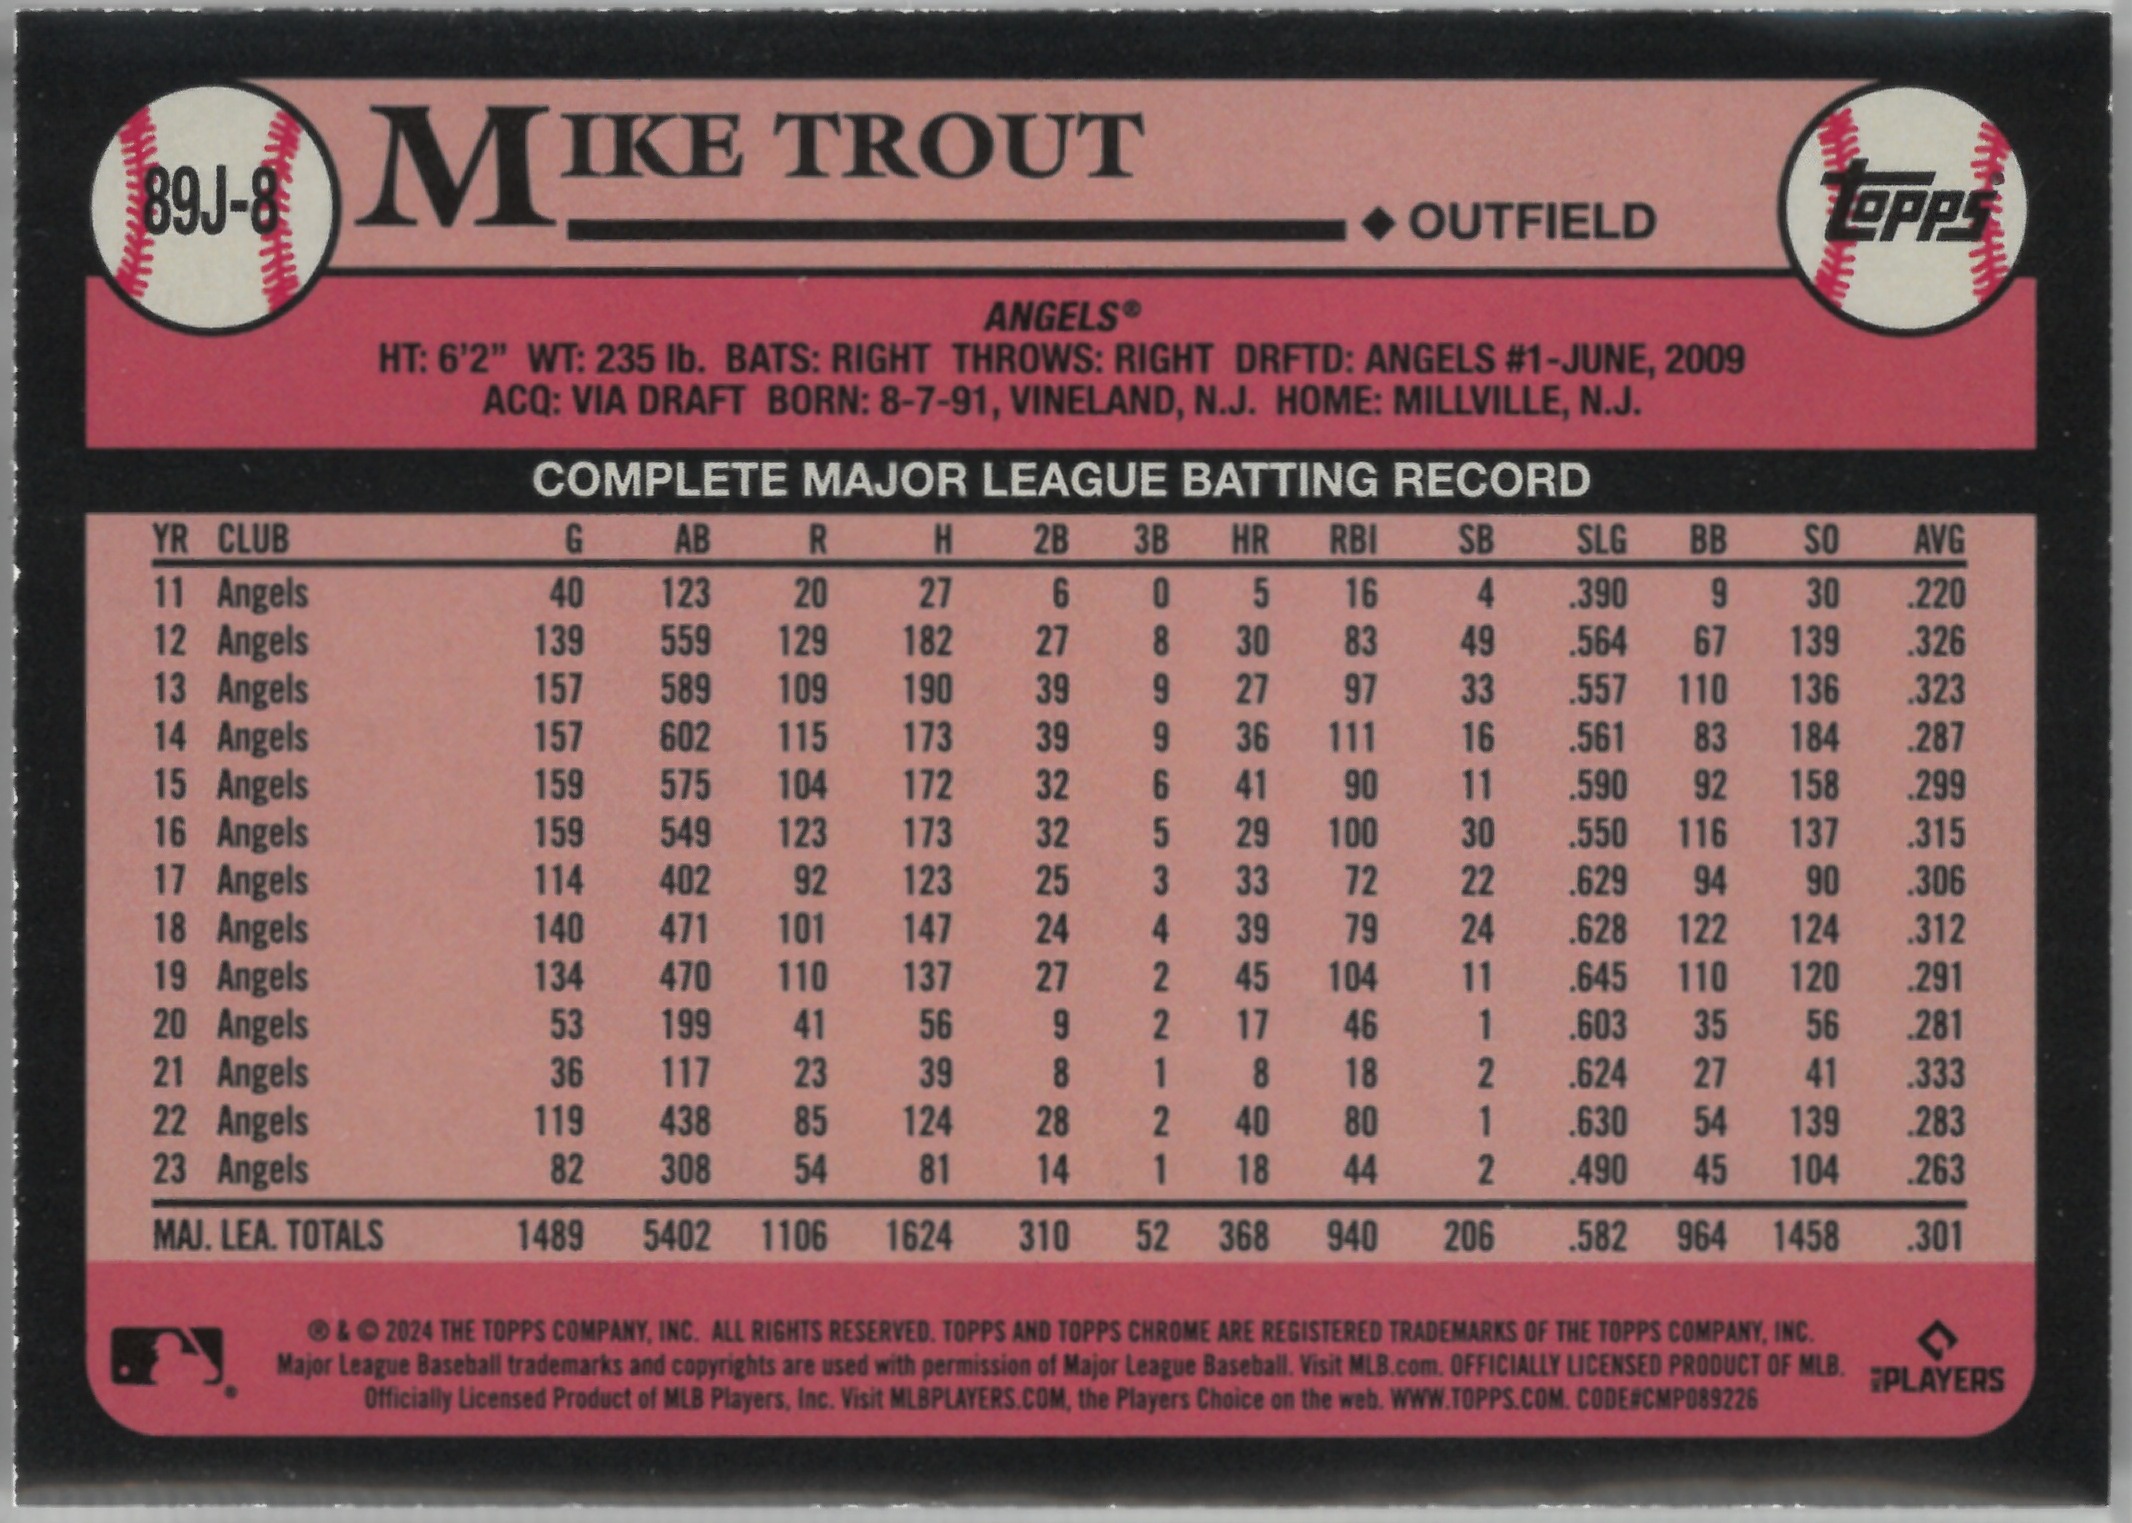 89J-8
MIKE TROUT
◆ OUTFIELD
topps®
ANGELS®
HT: 6'2" WT: 235 lb. BATS: RIGHT THROWS: RIGHT DRFTD: ANGELS #1-JUNE, 2009
ACQ: VIA DRAFT BORN: 8-7-91, VINELAND, N.J. HOME: MILLVILLE, N.J.
COMPLETE MAJOR LEAGUE BATTING RECORD
YR CLUB G AB R H 2B 3B HR RBI SB SLG BB SO AVG
11 Angels 40 123 20 27 6 0 5 16 4 .390 9 30 .220
12 Angels 139 559 129 182 27 8 30 83 49 .564 67 139 .326
13 Angels 157 589 109 190 39 9 27 97 33 .557 110 136 .323
14 Angels 157 602 115 173 39 9 36 111 16 .561 83 184 .287
15 Angels 159 575 104 172 32 6 41 90 11 .590 92 158 .299
16 Angels 159 549 123 173 32 5 29 100 30 .550 116 137 .315
17 Angels 114 402 92 123 25 3 33 72 22 .629 94 90 .306
18 Angels 140 471 101 147 24 4 39 79 24 .628 122 124 .312
19 Angels 134 470 110 137 27 2 45 104 11 .645 110 120 .291
20 Angels 53 199 41 56 9 2 17 46 1 .603 35 56 .281
21 Angels 36 117 23 39 8 1 8 18 2 .624 27 41 .333
22 Angels 119 438 85 124 28 2 40 80 1 .630 54 139 .283
23 Angels 82 308 54 81 14 1 18 44 2 .490 45 104 .263
MAJ. LEA. TOTALS 1489 5402 1106 1624 310 52 368 940 206 .582 964 1458 .301
® & © 2024 THE TOPPS COMPANY, INC. ALL RIGHTS RESERVED. TOPPS AND TOPPS CHROME ARE REGISTERED TRADEMARKS OF THE TOPPS COMPANY, INC.
Major League Baseball trademarks and copyrights are used with permission of Major League Baseball. Visit MLB.com. OFFICIALLY LICENSED PRODUCT OF MLB.
Officially Licensed Product of MLB Players, Inc. Visit MLBPLAYERS.COM, the Players Choice on the web. WWW.TOPPS.COM. CODE#CMP089226
MLB PLAYERS